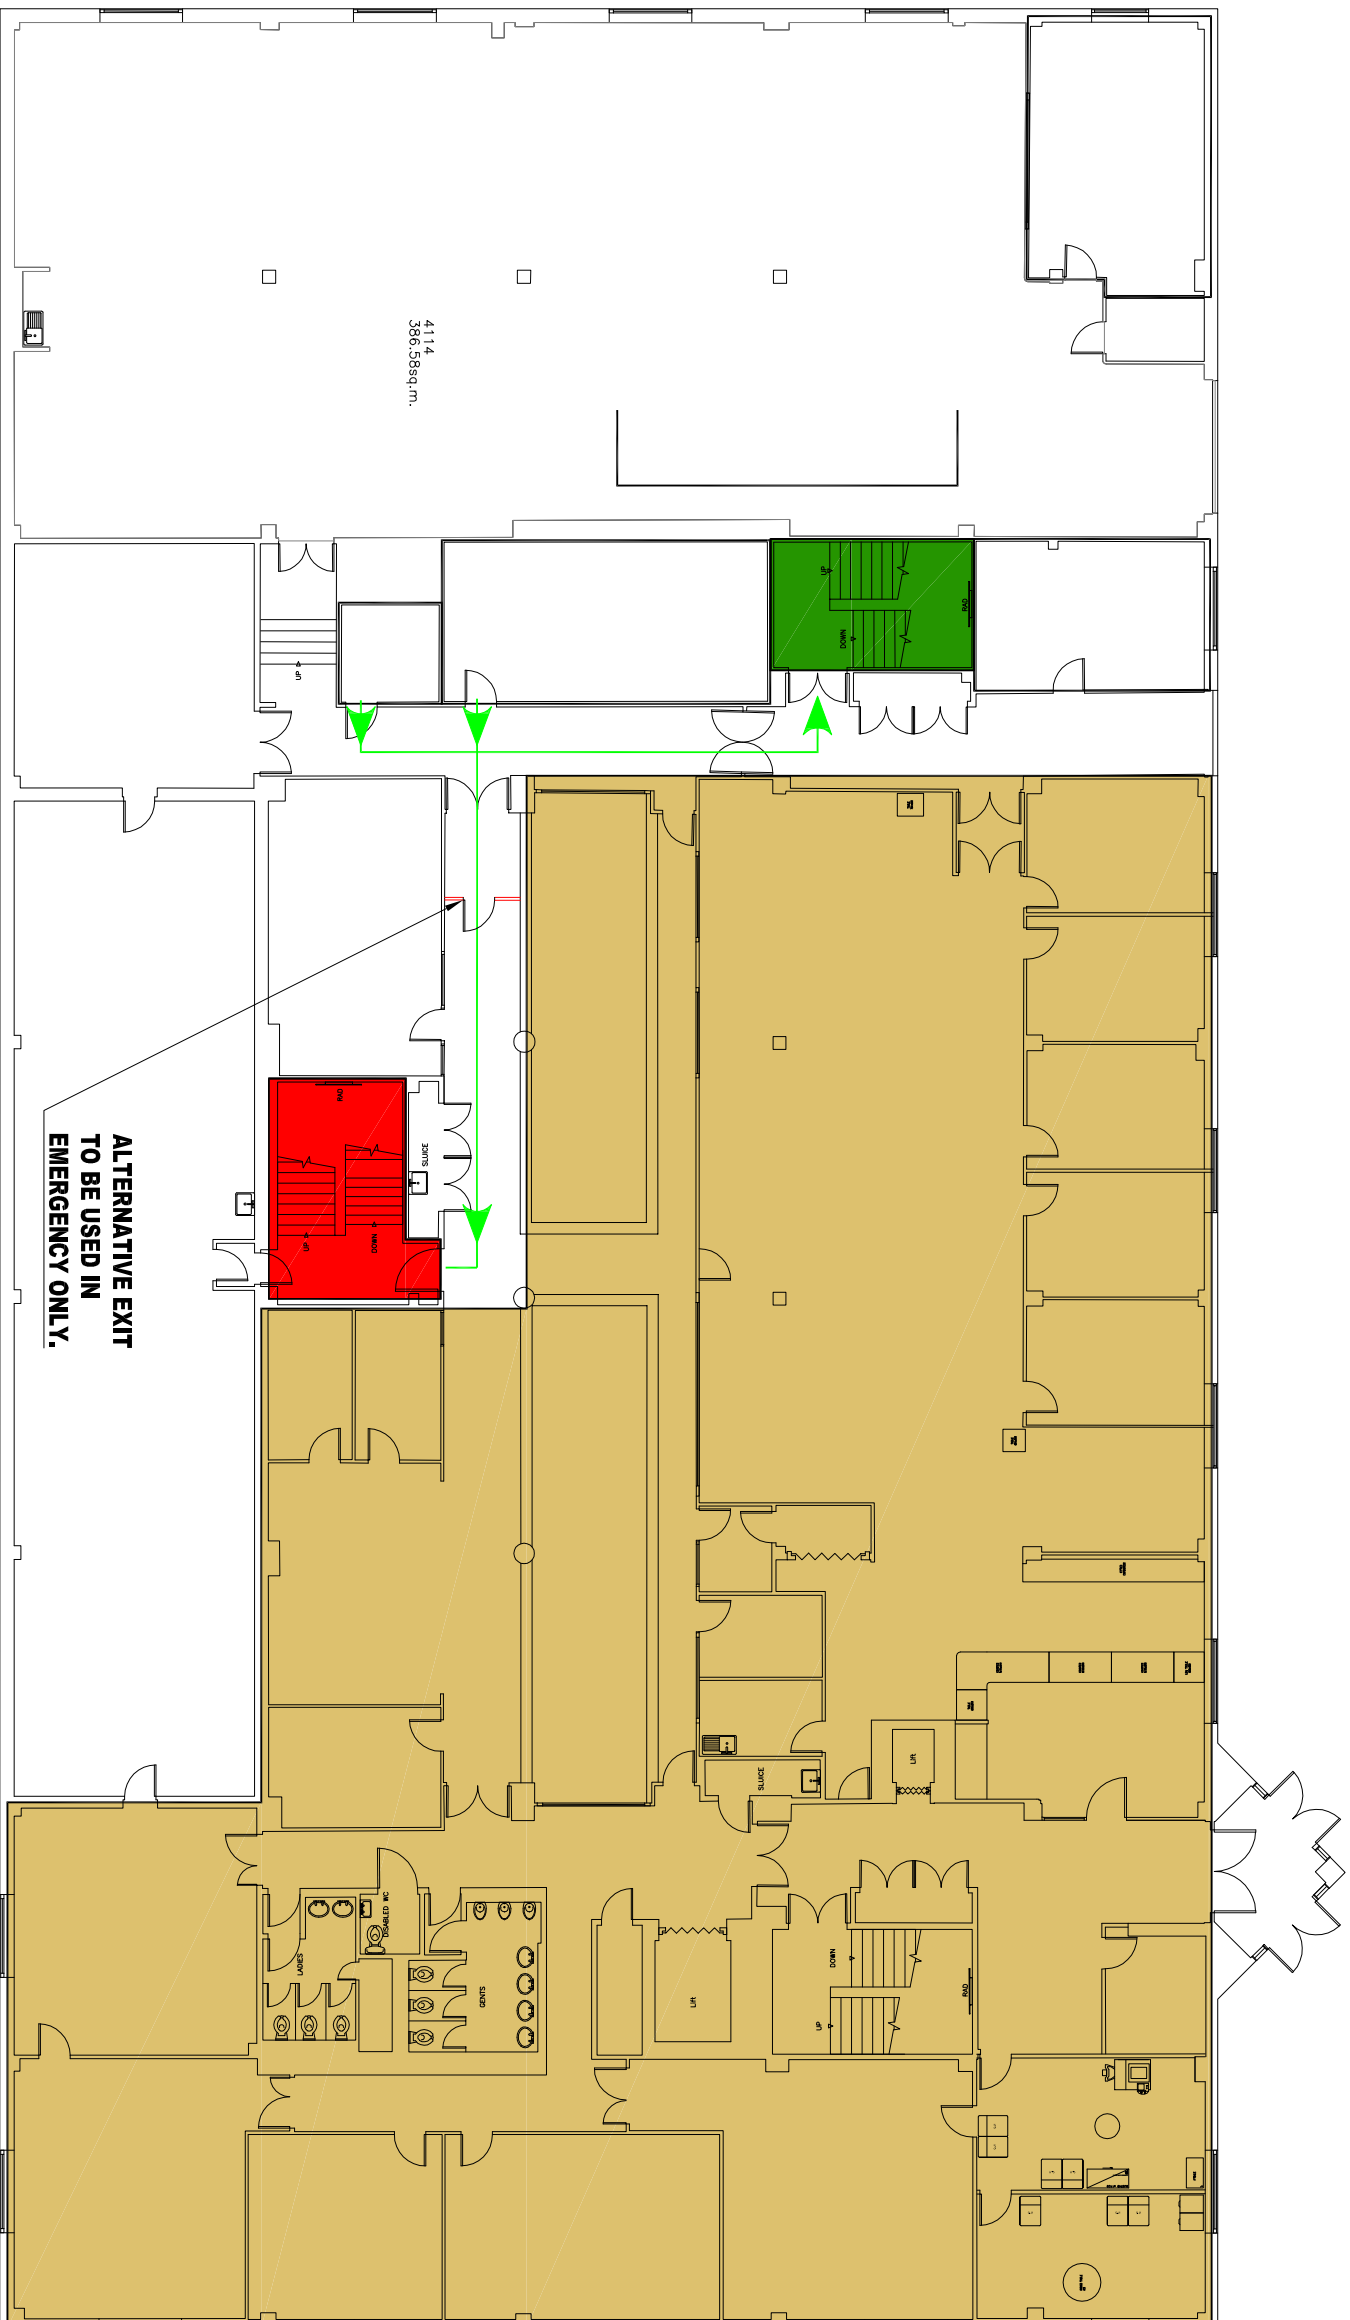 4114
386.58sq.m.
UP
DOWN
RAD
UP
RAD
SLUICE
UP
DOWN
ALTERNATIVE EXIT
TO BE USED IN
EMERGENCY ONLY.
Lift
SLUICE
DISABLED WC
LADIES
GENTS
Lift
DOWN
UP
RAD